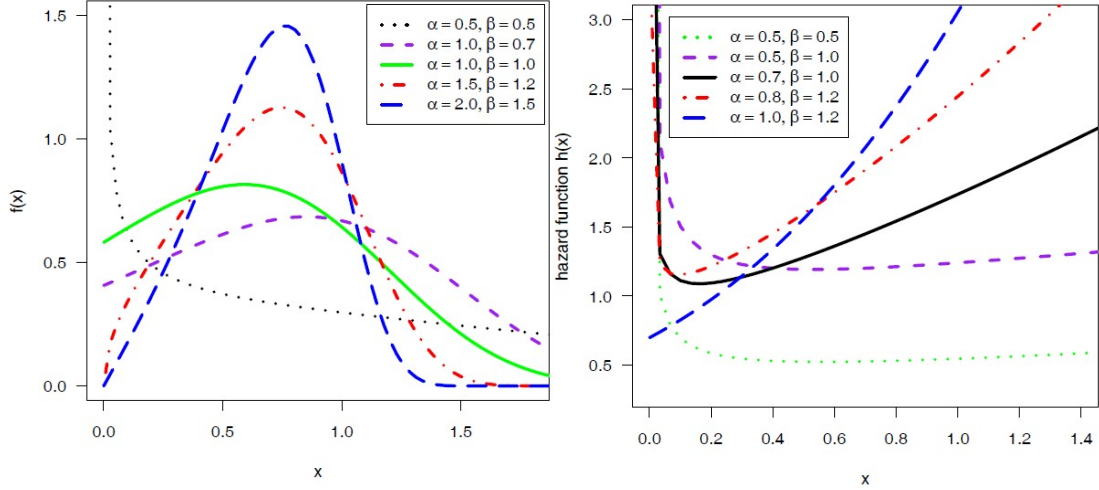 1.5
1.0
0.5
0.0
f(x)
α = 0.5, β = 0.5
α = 1.0, β = 0.7
α = 1.0, β = 1.0
α = 1.5, β = 1.2
α = 2.0, β = 1.5
0.0 0.5 1.0 1.5
x
3.0
2.5
2.0
1.5
1.0
0.5
hazard function h(x)
α = 0.5, β = 0.5
α = 0.5, β = 1.0
α = 0.7, β = 1.0
α = 0.8, β = 1.2
α = 1.0, β = 1.2
0.0 0.2 0.4 0.6 0.8 1.0 1.2 1.4
x